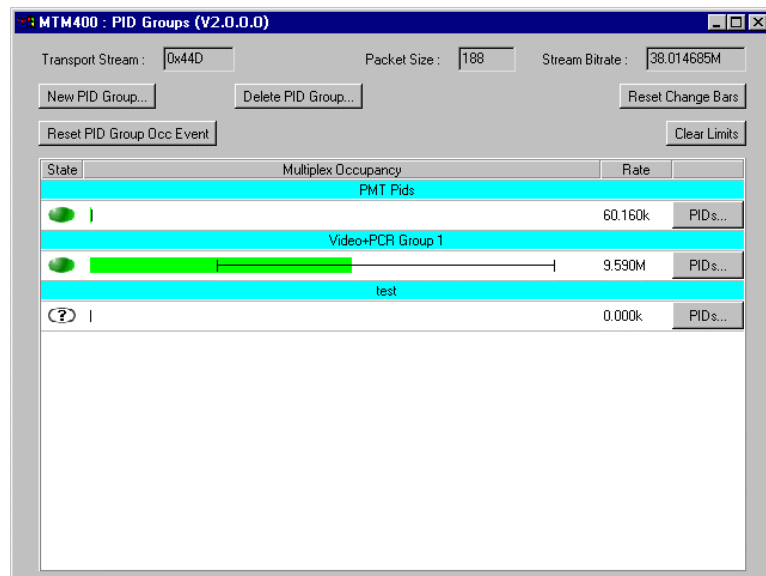 MTM400 : PID Groups (V2.0.0.0)
Transport Stream : 0x44D Packet Size : 188 Stream Bitrate : 38.014685M
New PID Group... Delete PID Group... Reset Change Bars
Reset PID Group Occ Event Clear Limits
State Multiplex Occupancy Rate
PMT Pids
60.160k PIDs...
Video+PCR Group 1
9.590M PIDs...
test
(?) 0.000k PIDs...